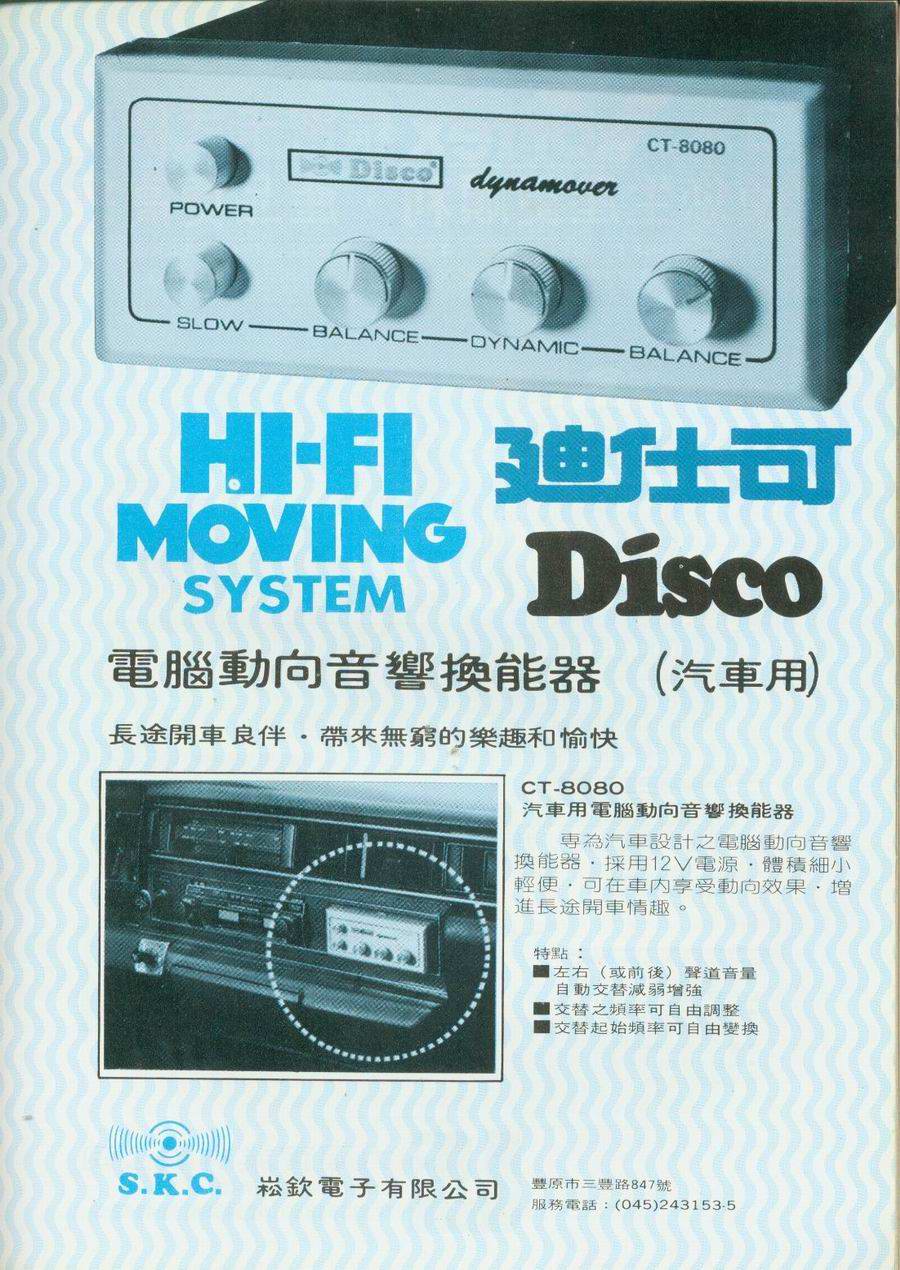 CT-8080
Disco
dynamover
POWER
SLOW
BALANCE
DYNAMIC
BALANCE
HI-FI
MOVING
SYSTEM
廸仕可
Disco
電腦動向音響換能器 (汽車用)
長途開車良伴・帶來無窮的樂趣和愉快
CT-8080
汽車用電腦動向音響換能器
専為汽車設計之電腦動向音響
換能器・採用12V電源・體積細小
輕便・可在車內享受動向效果・增
進長途開車情趣。
特點：
■左右（或前後）聲道音量
自動交替減弱增強
■交替之頻率可自由調整
■交替起始頻率可自由變換
S.K.C.
崧欽電子有限公司
豐原市三豐路847號
服務電話：(045)243153-5